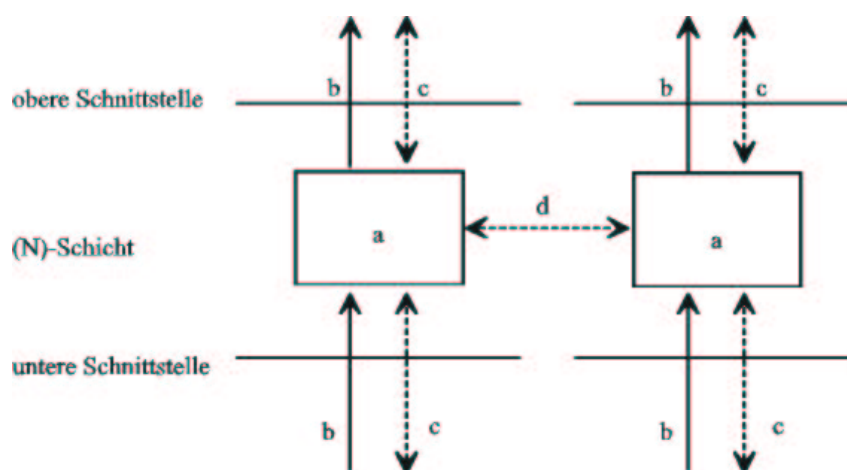 b c b c
obere Schnittstelle
d
a a
(N)-Schicht
untere Schnittstelle
b c b c